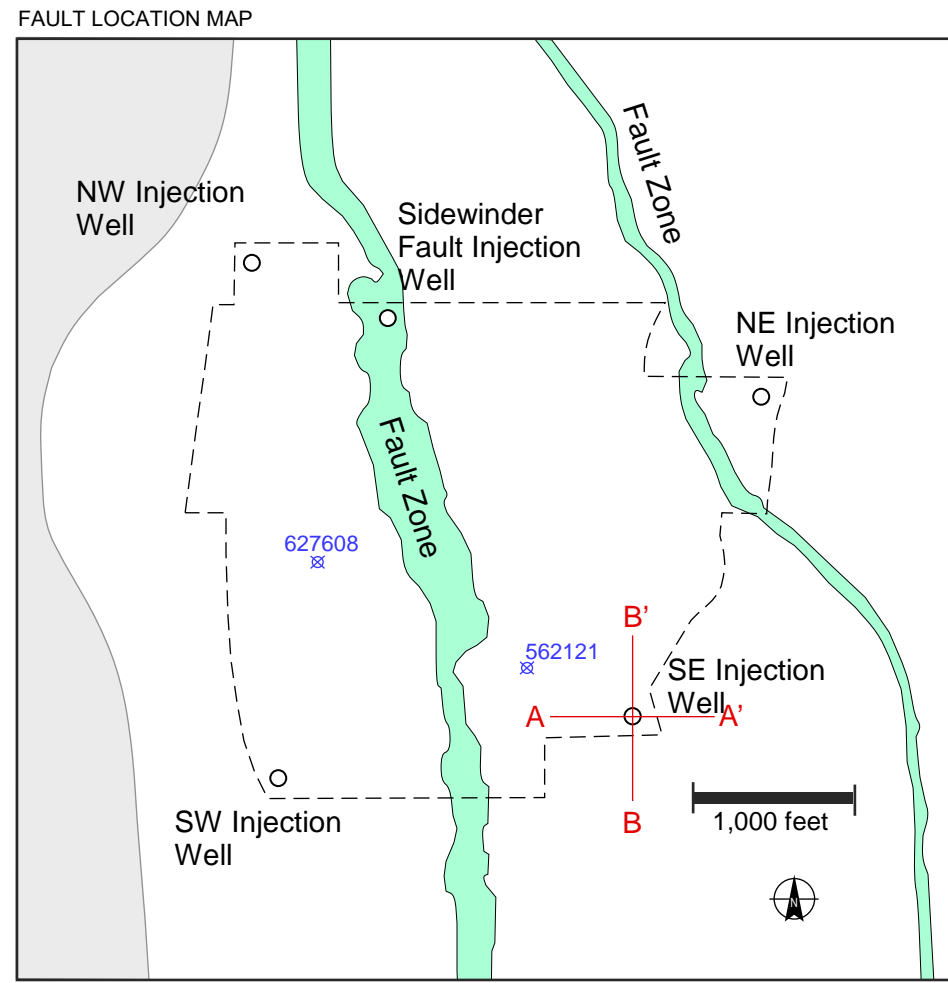 FAULT LOCATION MAP
NW Injection
Well
Sidewinder
Fault Injection
Well
Fault Zone
NE Injection
Well
Fault Zone
627608
562121
B’
SE Injection
Well
A
A’
B
1,000 feet
SW Injection
Well
N